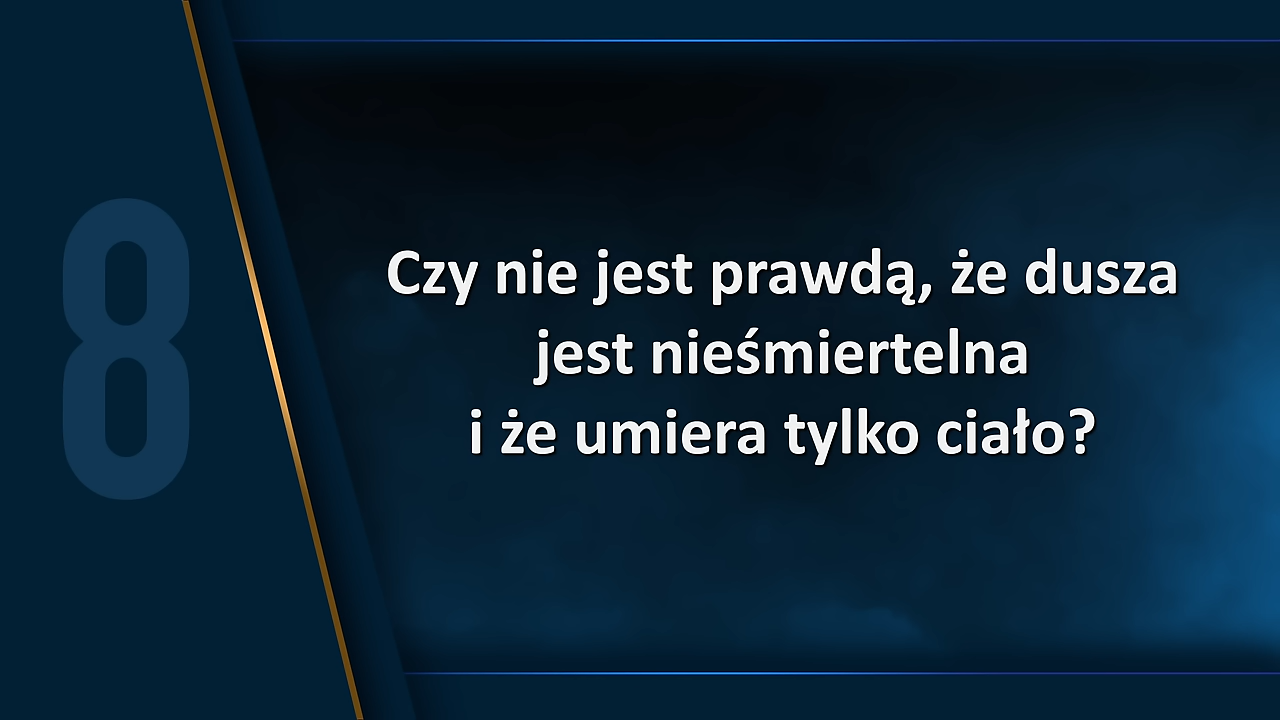 8
Czy nie jest prawdą, że dusza
jest nieśmiertelna
i że umiera tylko ciało?